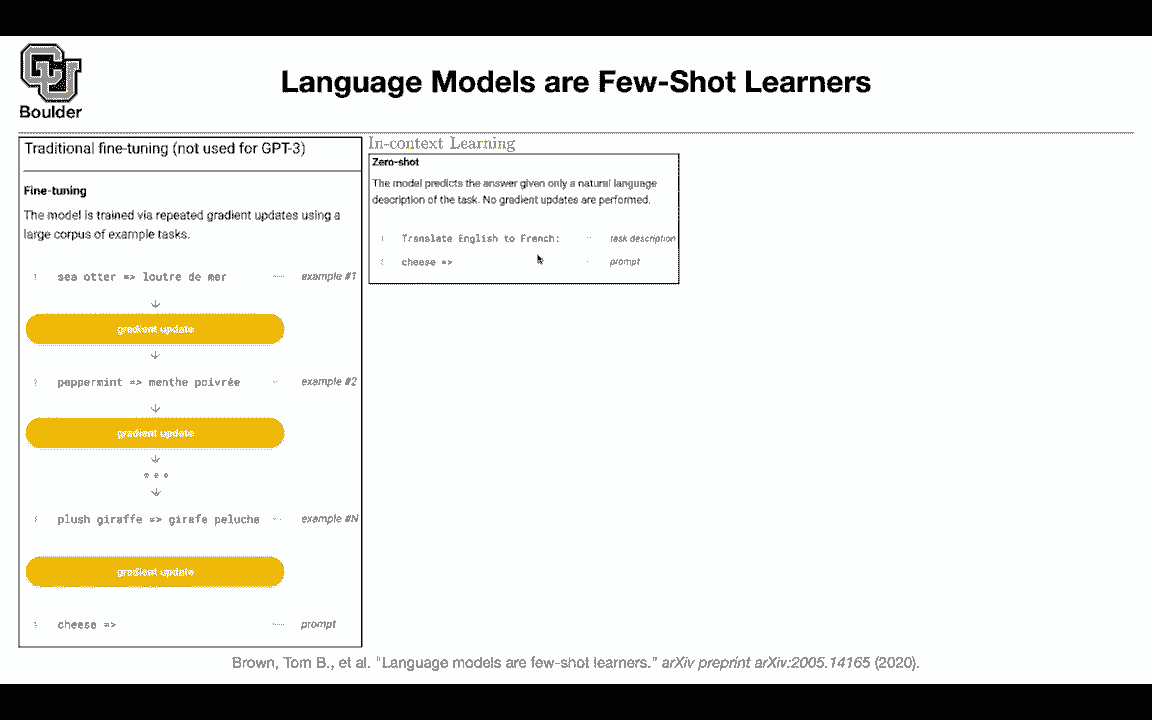 CU
Boulder
Language Models are Few-Shot Learners
Traditional fine-tuning (not used for GPT-3)
Fine-tuning
The model is trained via repeated gradient updates using a
large corpus of example tasks.
sea otter => loutre de mer example #1
gradient update
peppermint => menthe poivrée example #2
gradient update
plush giraffe => girafe peluche example #N
gradient update
cheese => prompt
In-context Learning
Zero-shot
The model predicts the answer given only a natural language
description of the task. No gradient updates are performed.
Translate English to French: task description
cheese => prompt
Brown, Tom B., et al. "Language models are few-shot learners." arXiv preprint arXiv:2005.14165 (2020).